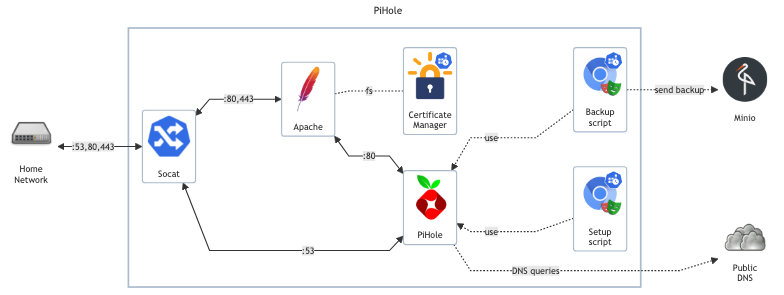 PiHole
:80,443
Apache
fs
Certificate
Manager
Backup
script
send backup
Minio
Home
Network
:53,80,443
Socat
:80
use
PiHole
use
Setup
script
:53
DNS queries
Public
DNS